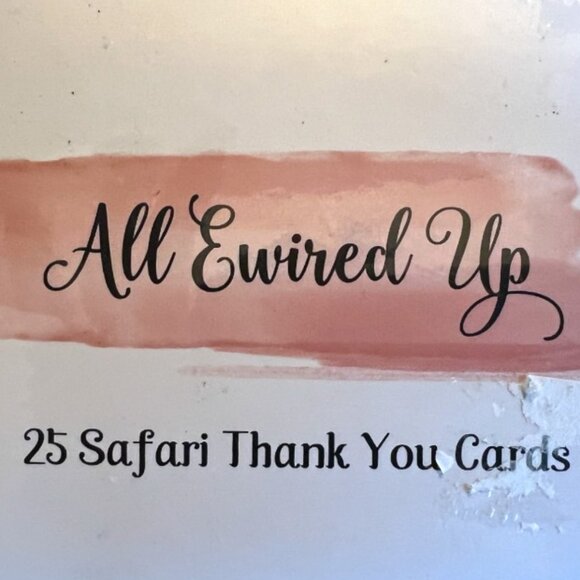 All Ewired Up
25 Safari Thank You Cards